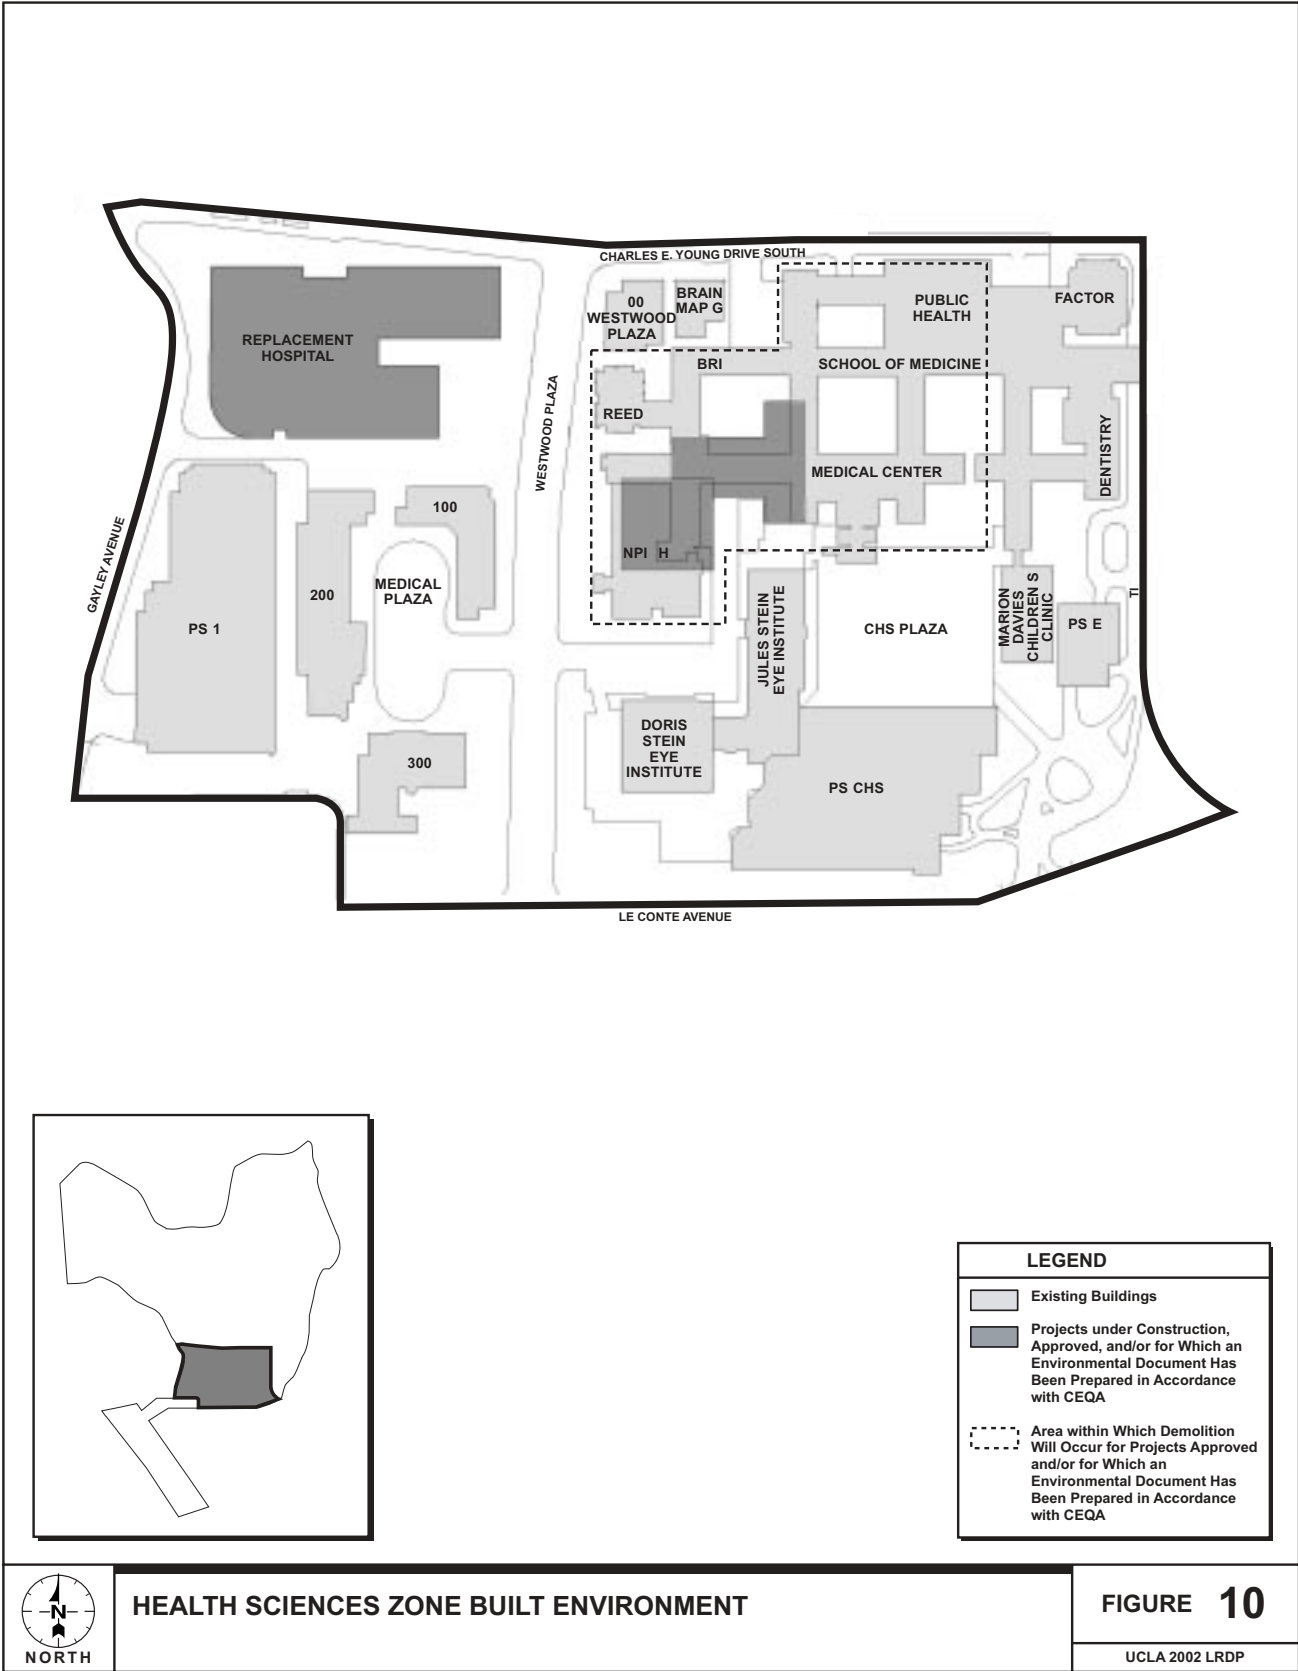 CHARLES E. YOUNG DRIVE SOUTH
REPLACEMENT
HOSPITAL
00
WESTWOOD
PLAZA
BRAIN
MAP G
PUBLIC
HEALTH
FACTOR
BRI
SCHOOL OF MEDICINE
REED
WESTWOOD PLAZA
MEDICAL CENTER
DENTISTRY
GAYLEY AVENUE
100
200
MEDICAL
PLAZA
PS 1
NPI H
JULES STEIN
EYE INSTITUTE
CHS PLAZA
MARION
DAVIES
CHILDREN S
CLINIC
PS E
TI
DORIS
STEIN
EYE
INSTITUTE
300
PS CHS
LE CONTE AVENUE
LEGEND
Existing Buildings
Projects under Construction,
Approved, and/or for Which an
Environmental Document Has
Been Prepared in Accordance
with CEQA
Area within Which Demolition
Will Occur for Projects Approved
and/or for Which an
Environmental Document Has
Been Prepared in Accordance
with CEQA
N
NORTH
HEALTH SCIENCES ZONE BUILT ENVIRONMENT
FIGURE 10
UCLA 2002 LRDP